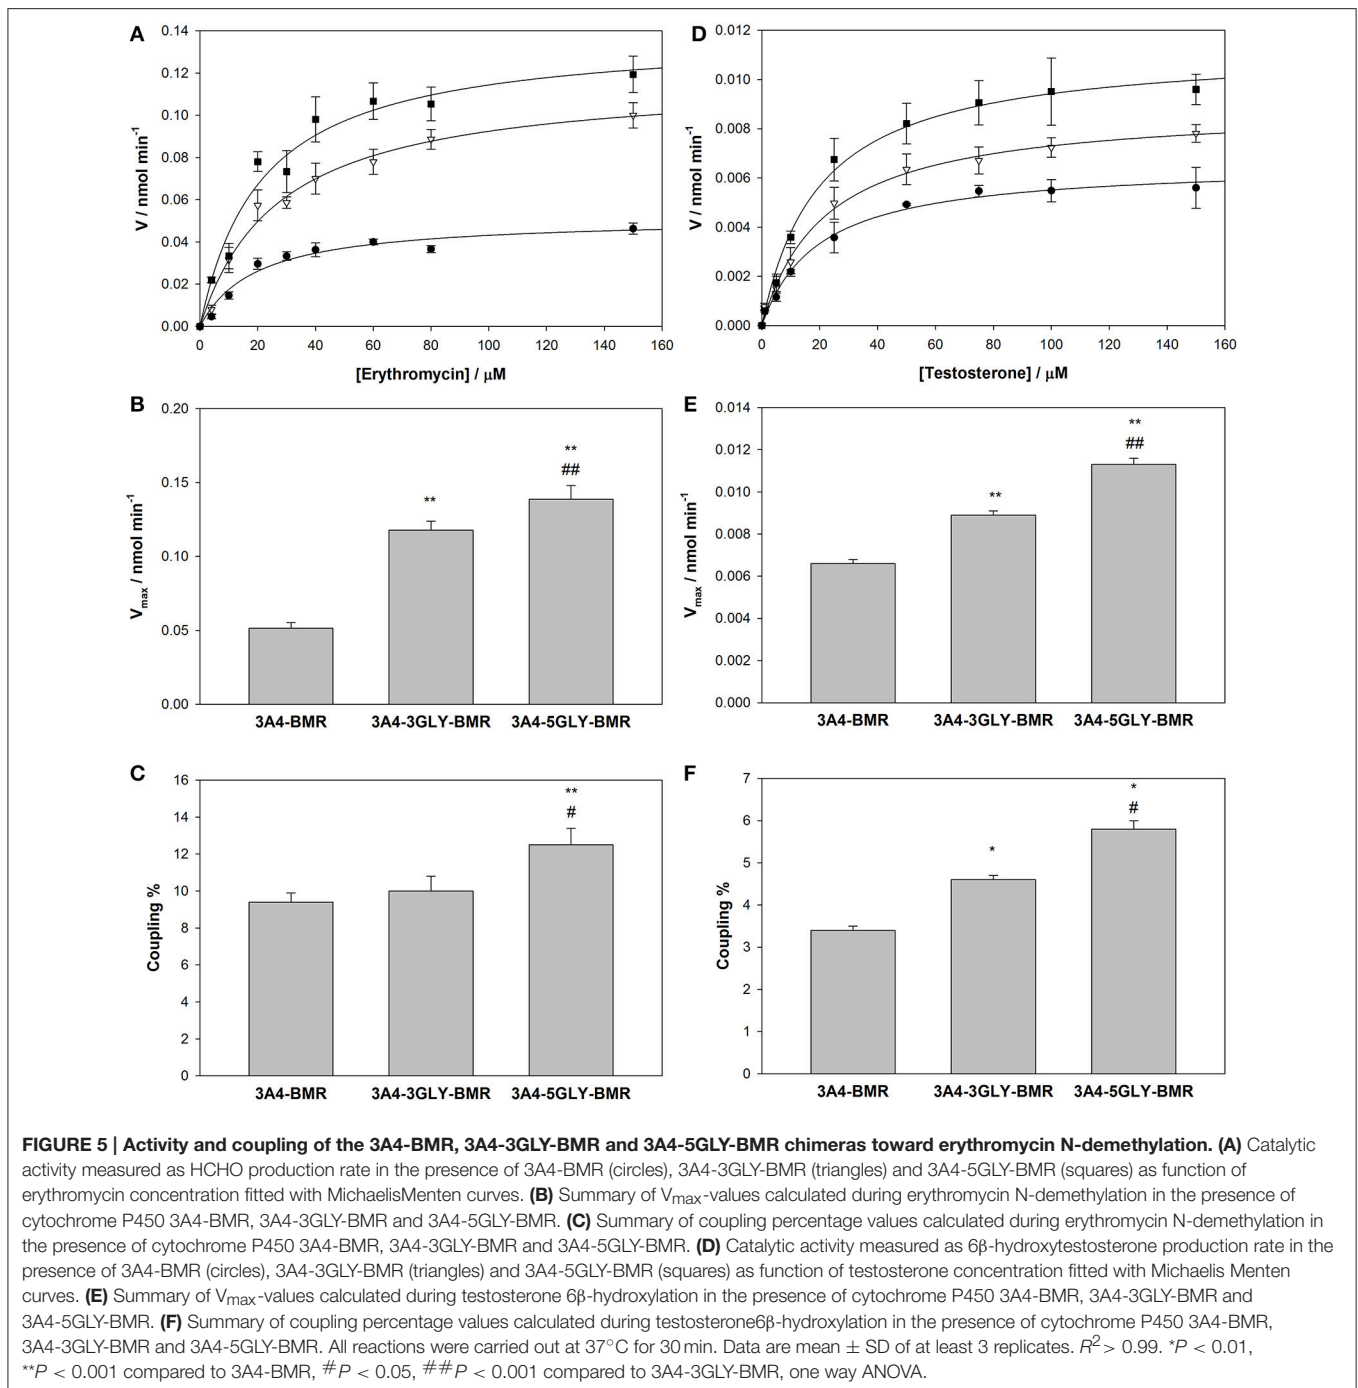 A
0.14
0.12
0.10
0.08
0.06
0.04
0.02
0.00
V / nmol min⁻¹
0 20 40 60 80 100 120 140 160
[Erythromycin] / μM
D
0.012
0.010
0.008
0.006
0.004
0.002
0.000
V / nmol min⁻¹
0 20 40 60 80 100 120 140 160
[Testosterone] / μM
B
0.20
0.15
0.10
0.05
0.00
Vmax / nmol min⁻¹
**
**
##
3A4-BMR 3A4-3GLY-BMR 3A4-5GLY-BMR
E
0.014
0.012
0.010
0.008
0.006
0.004
0.002
0.000
Vmax / nmol min⁻¹
**
**
##
3A4-BMR 3A4-3GLY-BMR 3A4-5GLY-BMR
C
16
14
12
10
8
6
4
2
0
Coupling %
**
#
3A4-BMR 3A4-3GLY-BMR 3A4-5GLY-BMR
F
7
6
5
4
3
2
1
0
Coupling %
*
*
#
3A4-BMR 3A4-3GLY-BMR 3A4-5GLY-BMR
FIGURE 5 | Activity and coupling of the 3A4-BMR, 3A4-3GLY-BMR and 3A4-5GLY-BMR chimeras toward erythromycin N-demethylation. (A) Catalytic
activity measured as HCHO production rate in the presence of 3A4-BMR (circles), 3A4-3GLY-BMR (triangles) and 3A4-5GLY-BMR (squares) as function of
erythromycin concentration fitted with MichaelisMenten curves. (B) Summary of Vmax-values calculated during erythromycin N-demethylation in the presence of
cytochrome P450 3A4-BMR, 3A4-3GLY-BMR and 3A4-5GLY-BMR. (C) Summary of coupling percentage values calculated during erythromycin N-demethylation in
the presence of cytochrome P450 3A4-BMR, 3A4-3GLY-BMR and 3A4-5GLY-BMR. (D) Catalytic activity measured as 6β-hydroxytestosterone production rate in the
presence of 3A4-BMR (circles), 3A4-3GLY-BMR (triangles) and 3A4-5GLY-BMR (squares) as function of testosterone concentration fitted with Michaelis Menten
curves. (E) Summary of Vmax-values calculated during testosterone 6β-hydroxylation in the presence of cytochrome P450 3A4-BMR, 3A4-3GLY-BMR and
3A4-5GLY-BMR. (F) Summary of coupling percentage values calculated during testosterone6β-hydroxylation in the presence of cytochrome P450 3A4-BMR,
3A4-3GLY-BMR and 3A4-5GLY-BMR. All reactions were carried out at 37°C for 30 min. Data are mean ± SD of at least 3 replicates. R² > 0.99. *P < 0.01,
**P < 0.001 compared to 3A4-BMR, #P < 0.05, ##P < 0.001 compared to 3A4-3GLY-BMR, one way ANOVA.